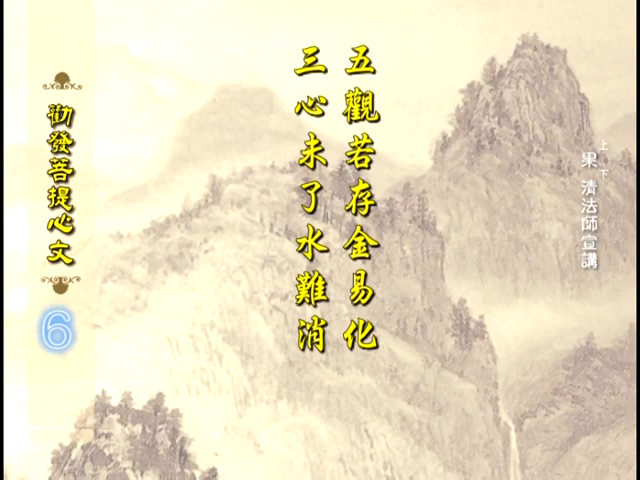 五觀若存金易化
三心未了水難消
上果下清法師宣講
勸發菩提心文
6